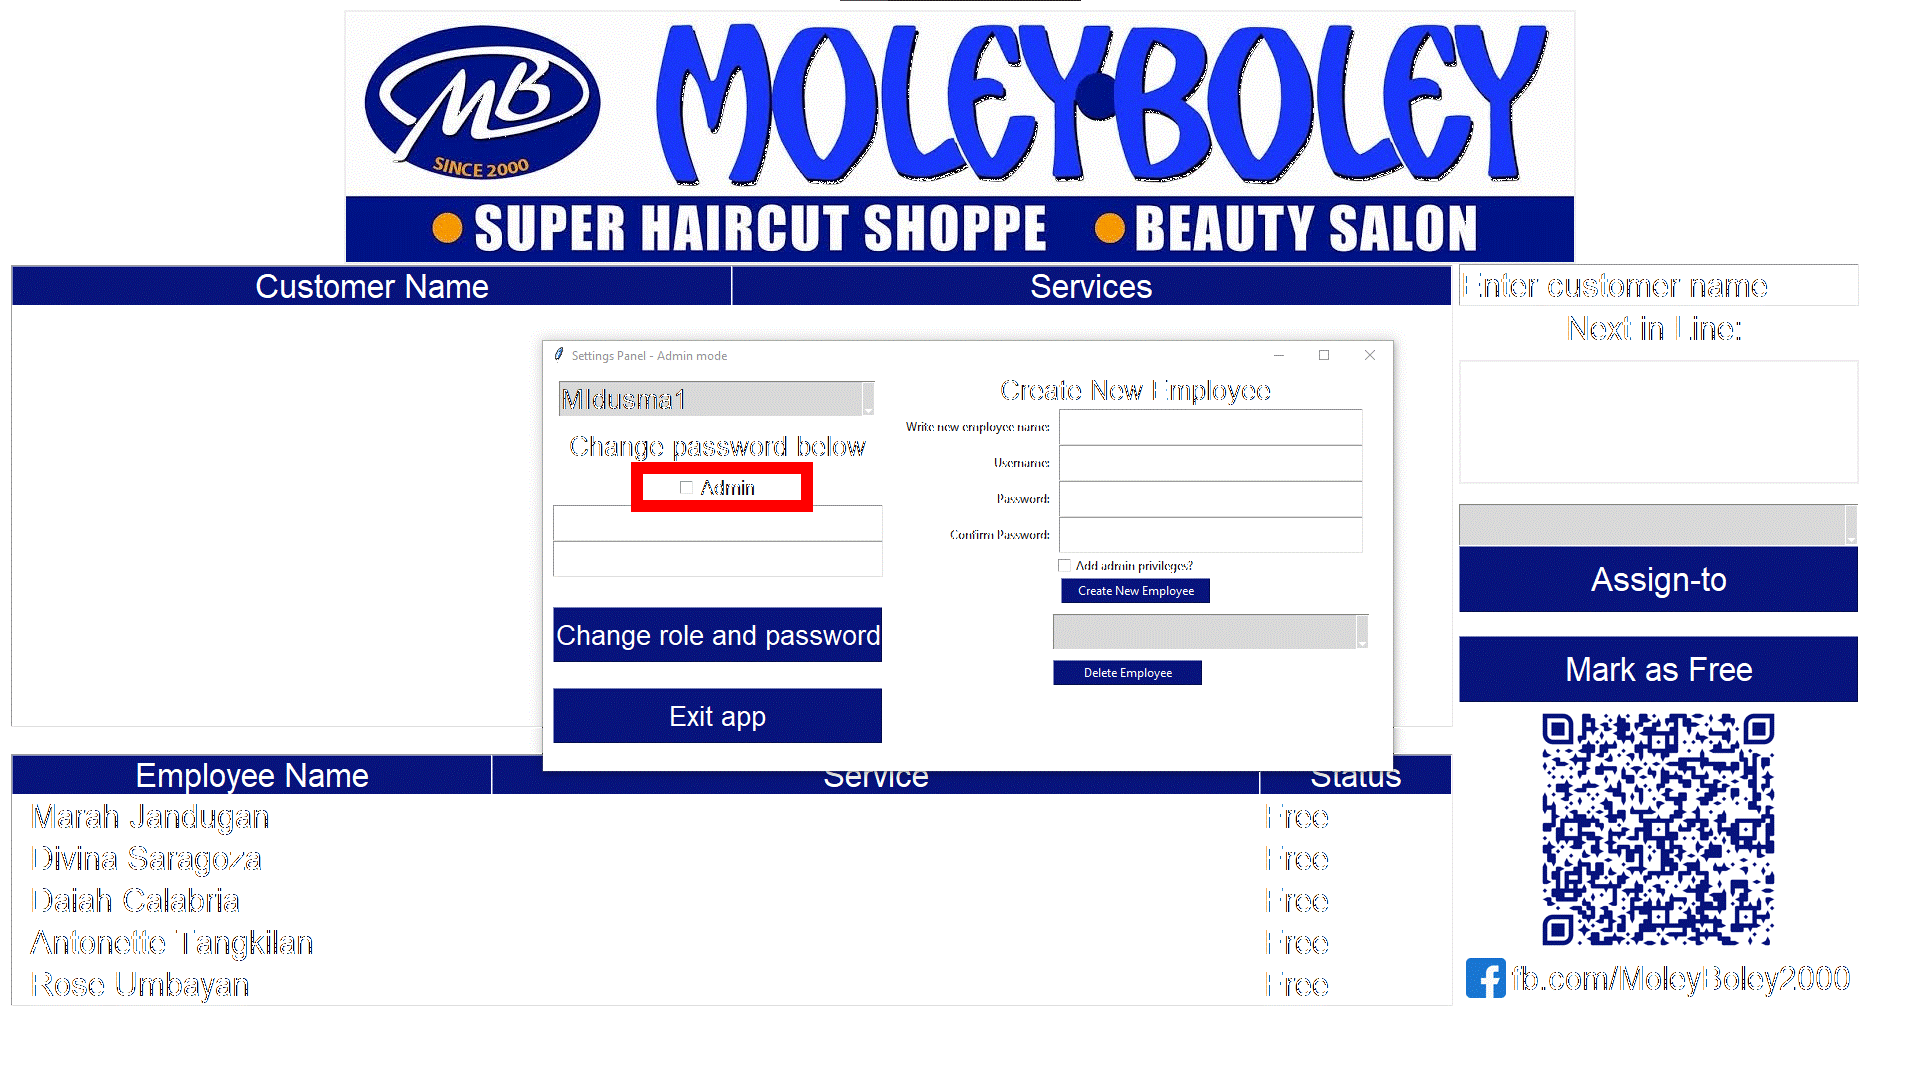 MB
SINCE 2000
MOLEY BOLEY
SUPER HAIRCUT SHOPPE BEAUTY SALON
Customer Name Services
Enter customer name
Next in Line:
Settings Panel - Admin mode
MIdusma1
Change password below
Admin
Change role and password
Exit app
Create New Employee
Write new employee name:
Username:
Password:
Confirm Password:
Add admin privileges?
Create New Employee
Delete Employee
Assign-to
Mark as Free
Employee Name Service Status
Marah Jandugan Free
Divina Saragoza Free
Daiah Calabria Free
Antonette Tangkilan Free
Rose Umbayan Free
fb.com/MoleyBoley2000